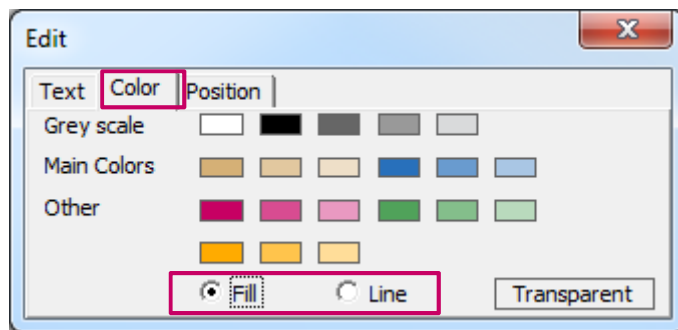 Edit
Text Color Position
Grey scale
Main Colors
Other
Fill Line Transparent